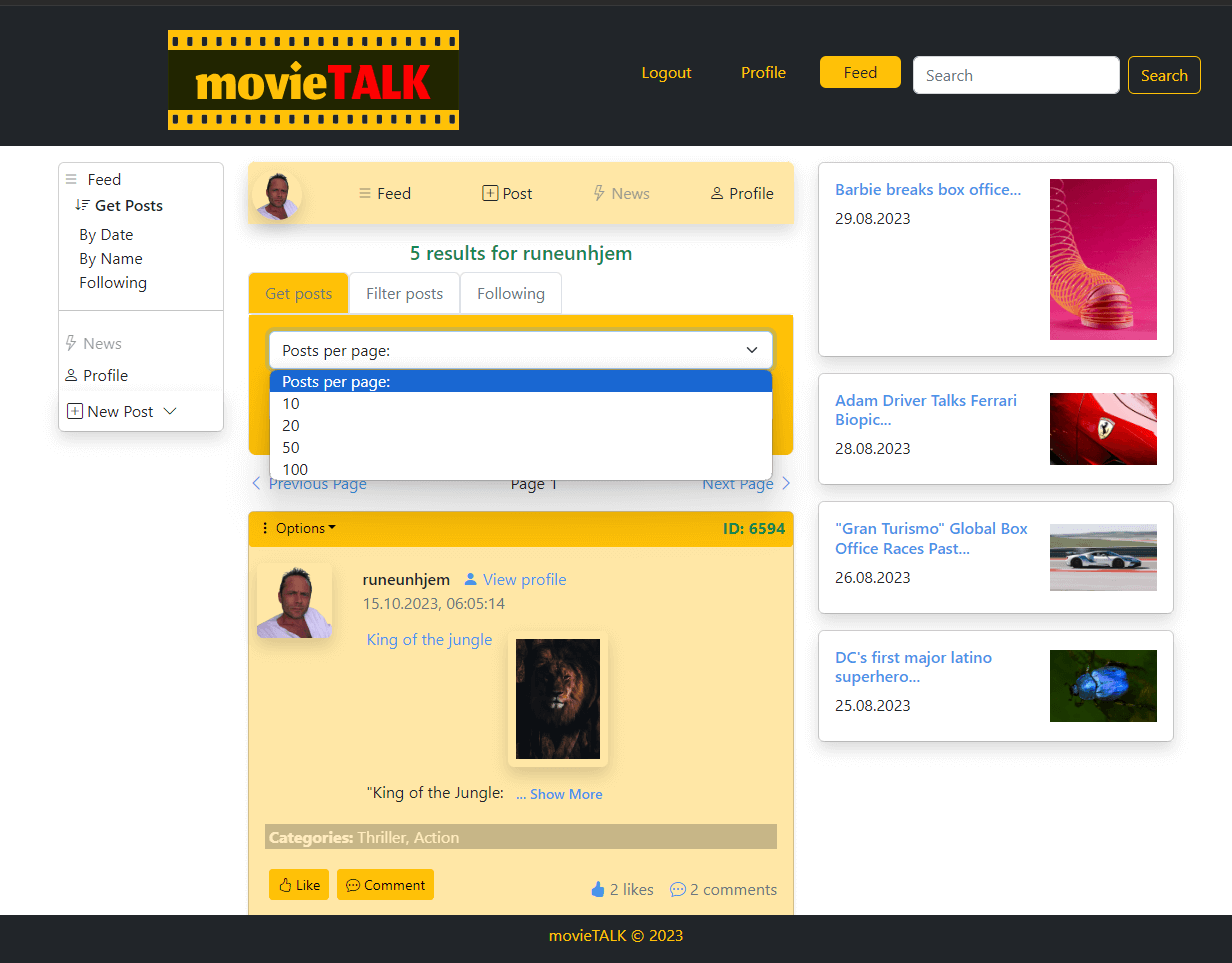 movieTALK
Logout
Profile
Feed
Search
Search
Feed
Get Posts
By Date
By Name
Following
News
Profile
New Post
Feed
Post
News
Profile
5 results for runeunhjem
Get posts
Filter posts
Following
Posts per page:
Posts per page:
10
20
50
100
Previous Page
Page 1
Next Page
Options
ID: 6594
runeunhjem
View profile
15.10.2023, 06:05:14
King of the jungle
"King of the Jungle:
... Show More
Categories: Thriller, Action
Like
Comment
2 likes
2 comments
Barbie breaks box office...
29.08.2023
Adam Driver Talks Ferrari
Biopic...
28.08.2023
"Gran Turismo" Global Box
Office Races Past...
26.08.2023
DC's first major latino
superhero...
25.08.2023
movieTALK © 2023